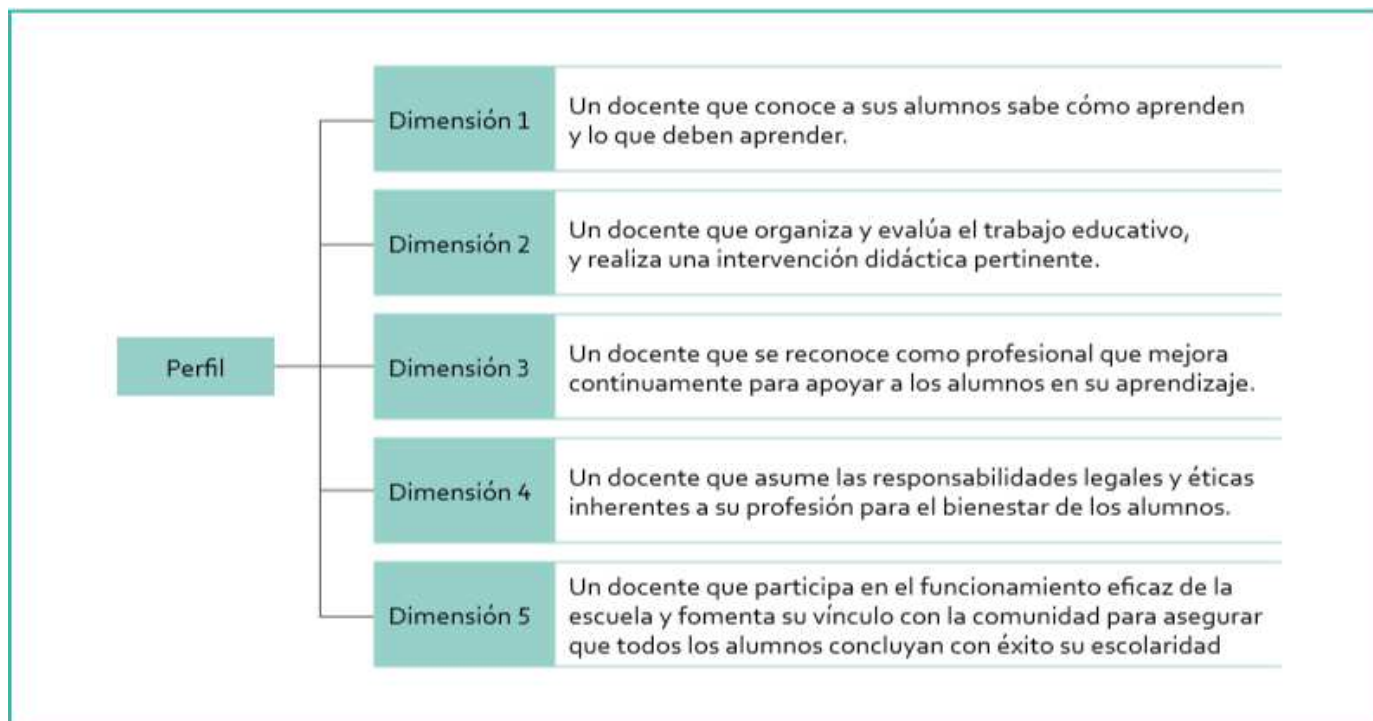 Perfil
Dimensión 1
Un docente que conoce a sus alumnos sabe cómo aprenden
y lo que deben aprender.
Dimensión 2
Un docente que organiza y evalúa el trabajo educativo,
y realiza una intervención didáctica pertinente.
Dimensión 3
Un docente que se reconoce como profesional que mejora
continuamente para apoyar a los alumnos en su aprendizaje.
Dimensión 4
Un docente que asume las responsabilidades legales y éticas
inherentes a su profesión para el bienestar de los alumnos.
Dimensión 5
Un docente que participa en el funcionamiento eficaz de la
escuela y fomenta su vínculo con la comunidad para asegurar
que todos los alumnos concluyan con éxito su escolaridad